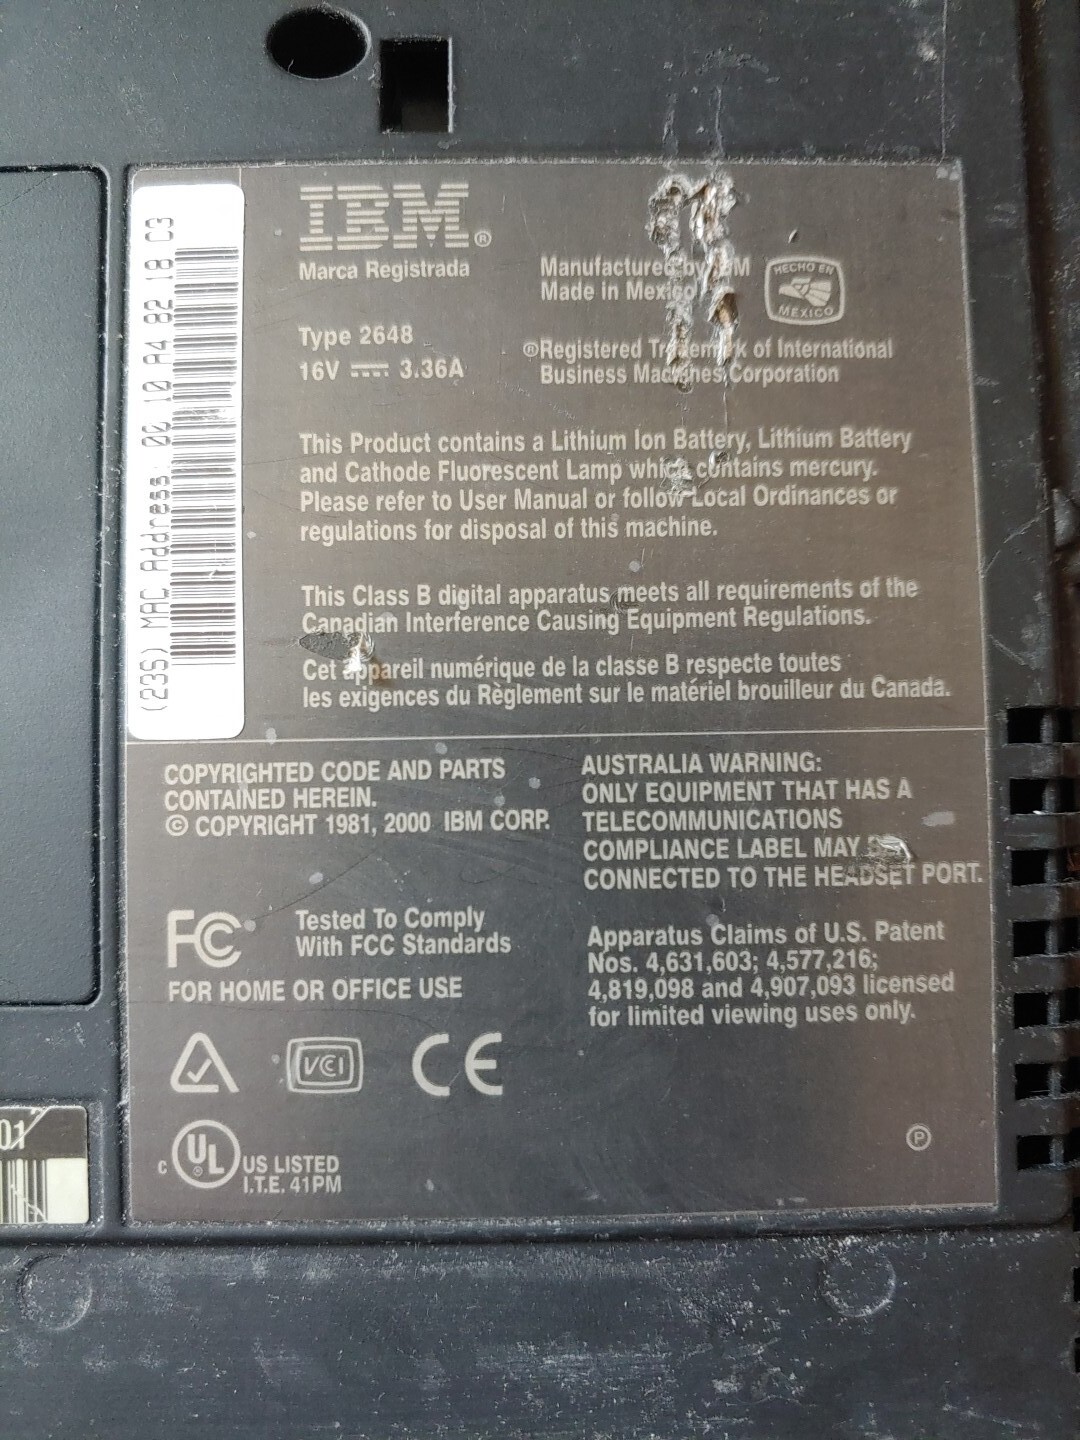 (23S) MAC Address: 00 10 A4 82 18 C3
IBM®
Marca Registrada
Type 2648
16V 3.36A
Manufactured by IBM
Made in Mexico
HECHO EN
MEXICO
®Registered Trademark of International
Business Machines Corporation
This Product contains a Lithium Ion Battery, Lithium Battery
and Cathode Fluorescent Lamp which contains mercury.
Please refer to User Manual or follow Local Ordinances or
regulations for disposal of this machine.
This Class B digital apparatus meets all requirements of the
Canadian Interference Causing Equipment Regulations.
Cet appareil numérique de la classe B respecte toutes
les exigences du Règlement sur le matériel brouilleur du Canada.
COPYRIGHTED CODE AND PARTS
CONTAINED HEREIN.
© COPYRIGHT 1981, 2000 IBM CORP.
FC
Tested To Comply
With FCC Standards
FOR HOME OR OFFICE USE
VCI
CE
c UL® US LISTED
I.T.E. 41PM
AUSTRALIA WARNING:
ONLY EQUIPMENT THAT HAS A
TELECOMMUNICATIONS
COMPLIANCE LABEL MAY BE
CONNECTED TO THE HEADSET PORT.
Apparatus Claims of U.S. Patent
Nos. 4,631,603; 4,577,216;
4,819,098 and 4,907,093 licensed
for limited viewing uses only.
Ⓟ
01